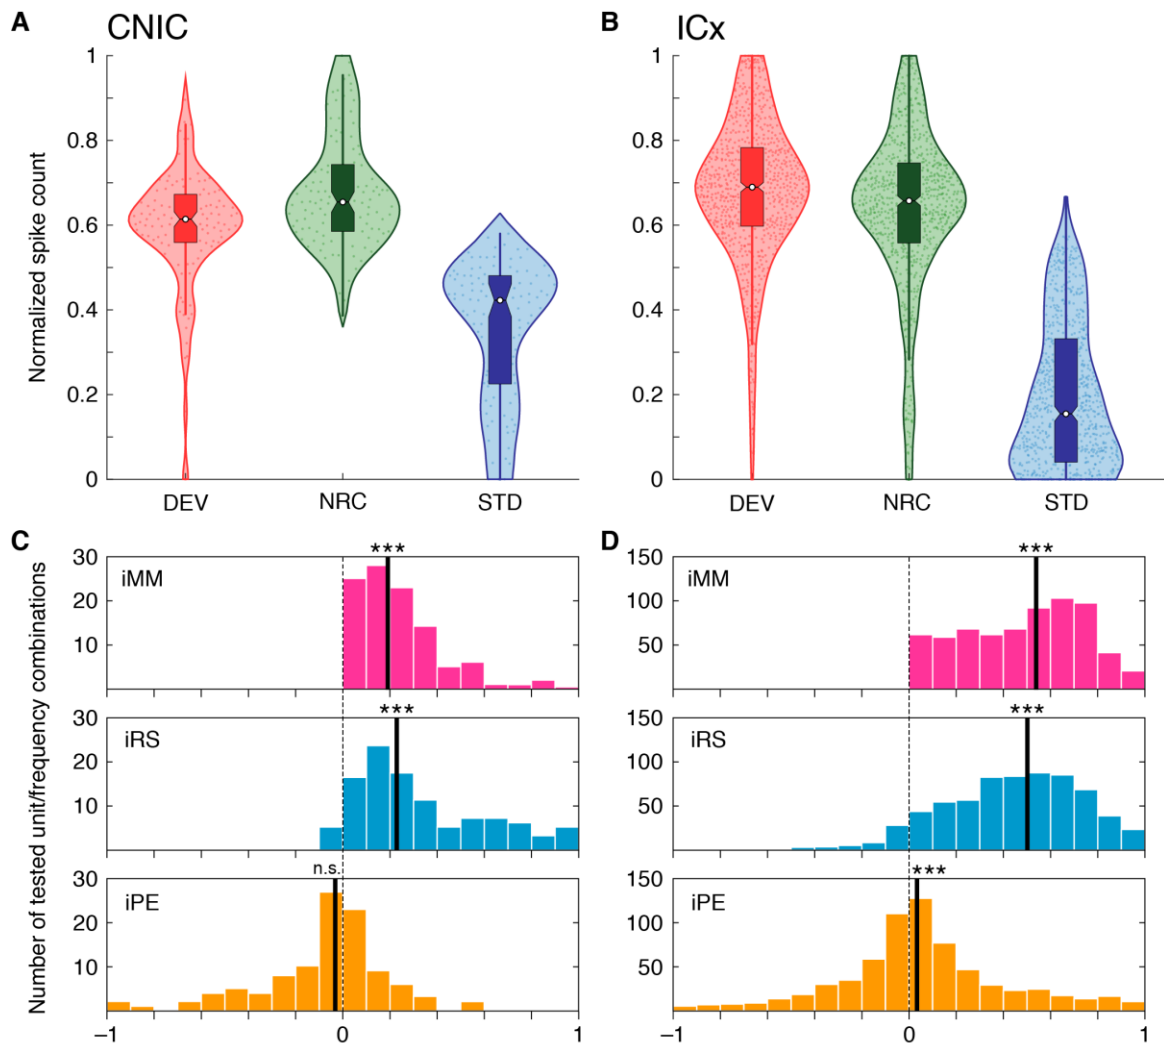 A CNIC
B ICx
Normalized spike count
1
0.8
0.6
0.4
0.2
0
DEV NRC STD
1
0.8
0.6
0.4
0.2
0
DEV NRC STD
C
Number of tested unit/frequency combinations
***
30
20
10
iMM
***
30
20
10
iRS
n.s.
30
20
10
iPE
−1 0 1
D
***
150
100
50
iMM
***
150
100
50
iRS
***
150
100
50
iPE
−1 0 1